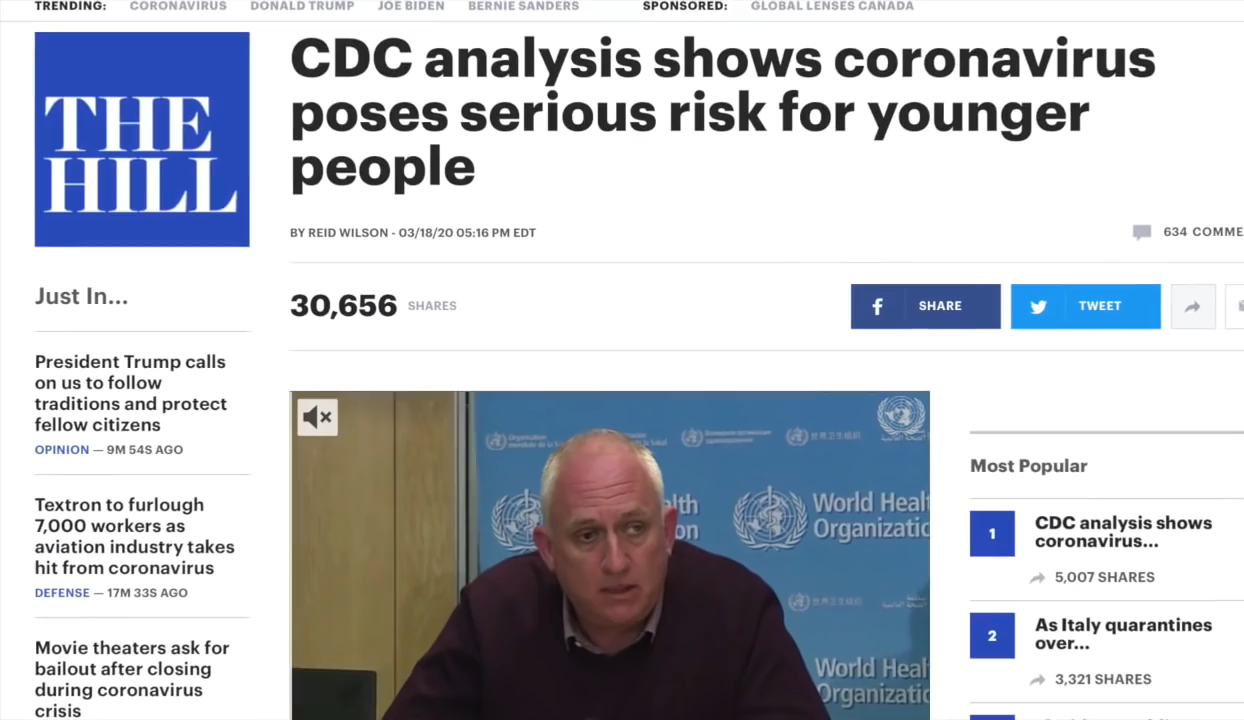 TRENDING: CORONAVIRUS DONALD TRUMP JOE BIDEN BERNIE SANDERS SPONSORED: GLOBAL LENSES CANADA
THE
HILL
CDC analysis shows coronavirus
poses serious risk for younger
people
BY REID WILSON - 03/18/20 05:16 PM EDT
634 COMME
30,656 SHARES
SHARE
TWEET
Just In...
President Trump calls
on us to follow
traditions and protect
fellow citizens
OPINION — 9M 54S AGO
Textron to furlough
7,000 workers as
aviation industry takes
hit from coronavirus
DEFENSE — 17M 33S AGO
Movie theaters ask for
bailout after closing
during coronavirus
crisis
World Healt
Organizatio
alth
on
World Heal
Organizatio
Most Popular
1
CDC analysis shows
coronavirus...
5,007 SHARES
2
As Italy quarantines
over...
3,321 SHARES